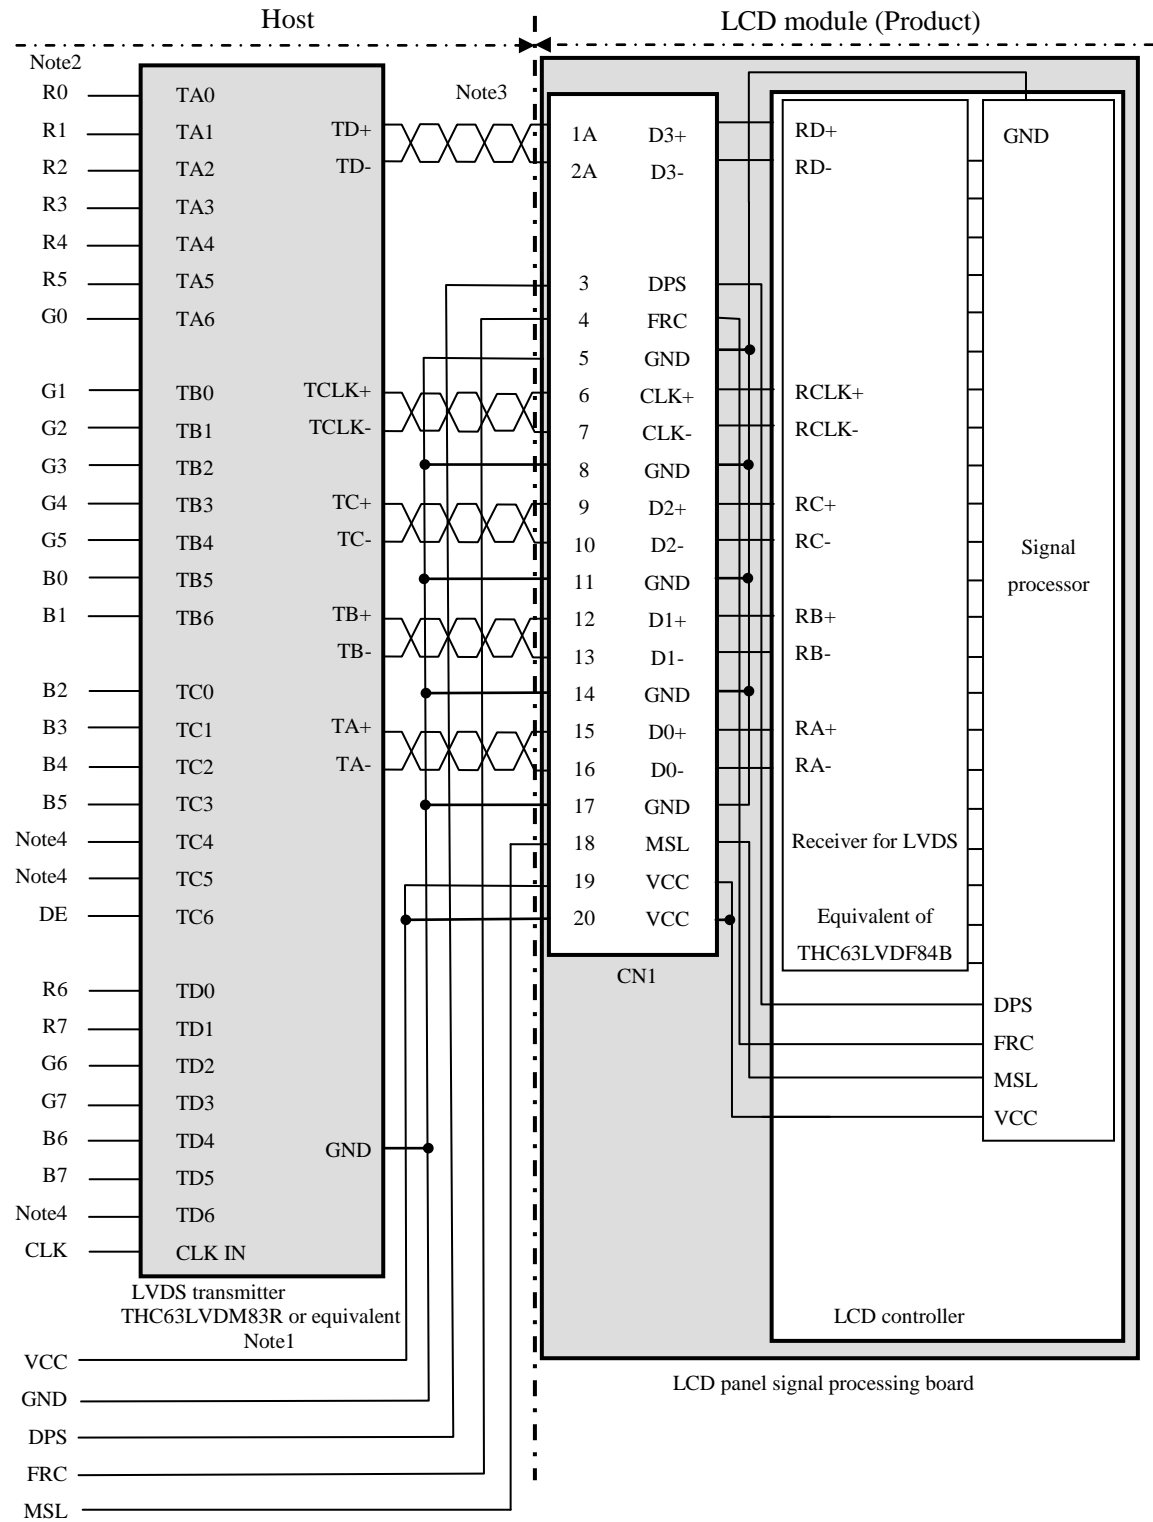 Host
LCD module (Product)
Note2
Note3
R0 TA0
R1 TA1 TD+
R2 TA2 TD-
R3 TA3
R4 TA4
R5 TA5
G0 TA6
G1 TB0 TCLK+
G2 TB1 TCLK-
G3 TB2
G4 TB3 TC+
G5 TB4 TC-
B0 TB5
B1 TB6 TB+
TB-
B2 TC0
B3 TC1 TA+
B4 TC2 TA-
B5 TC3
Note4 TC4
Note4 TC5
DE TC6
R6 TD0
R7 TD1
G6 TD2
G7 TD3
B6 TD4 GND
B7 TD5
Note4 TD6
CLK CLK IN
LVDS transmitter
THC63LVDM83R or equivalent
Note1
VCC
GND
DPS
FRC
MSL
1A D3+ RD+
2A D3- RD-
3 DPS
4 FRC
5 GND
6 CLK+ RCLK+
7 CLK- RCLK-
8 GND
9 D2+ RC+
10 D2- RC-
11 GND
12 D1+ RB+
13 D1- RB-
14 GND
15 D0+ RA+
16 D0- RA-
17 GND
18 MSL
19 VCC
20 VCC
CN1
Receiver for LVDS
Equivalent of
THC63LVDF84B
GND
Signal
processor
DPS
FRC
MSL
VCC
LCD controller
LCD panel signal processing board